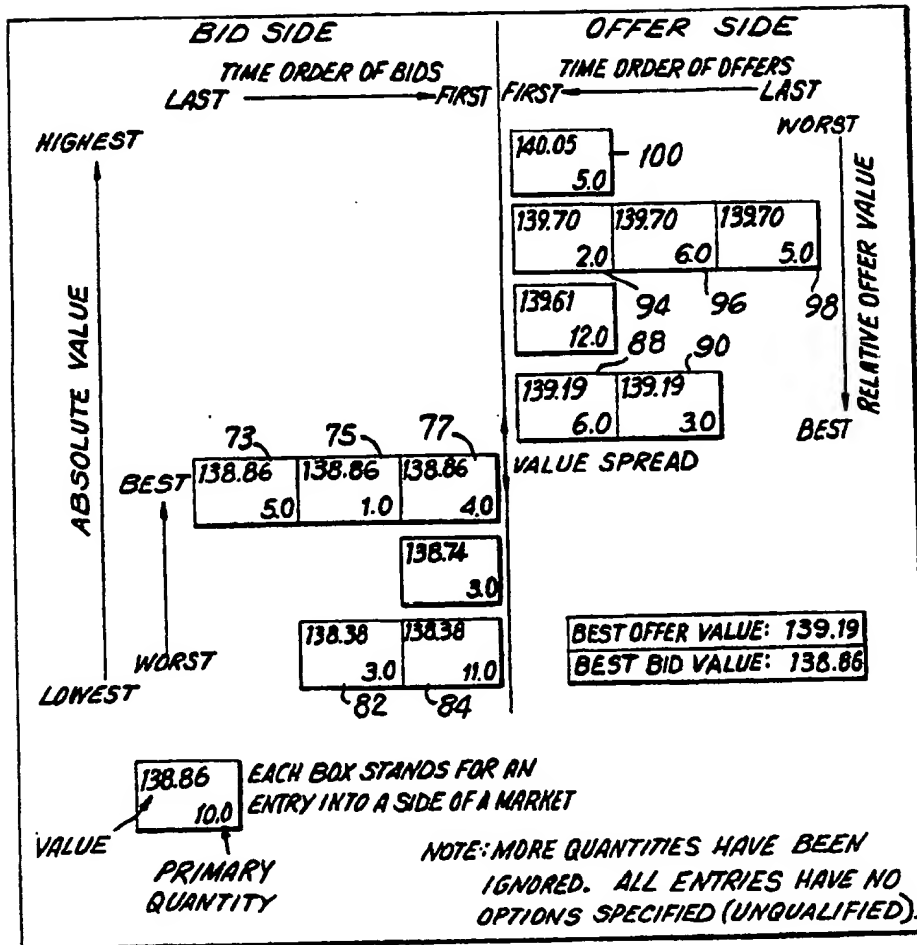 BID SIDE
OFFER SIDE
TIME ORDER OF BIDS
LAST
FIRST
TIME ORDER OF OFFERS
FIRST
LAST
HIGHEST
ABSOLUTE VALUE
LOWEST
WORST
RELATIVE OFFER VALUE
BEST
140.05
5.0
100
139.70
2.0
139.70
6.0
139.70
5.0
94
96
98
139.61
12.0
88
90
139.19
6.0
139.19
3.0
VALUE SPREAD
73
75
77
BEST
138.86
5.0
138.86
1.0
138.86
4.0
138.74
3.0
WORST
138.38
3.0
138.38
11.0
82
84
BEST OFFER VALUE: 139.19
BEST BID VALUE: 138.86
138.86
10.0
VALUE
PRIMARY
QUANTITY
EACH BOX STANDS FOR AN
ENTRY INTO A SIDE OF A MARKET
NOTE: MORE QUANTITIES HAVE BEEN
IGNORED. ALL ENTRIES HAVE NO
OPTIONS SPECIFIED (UNQUALIFIED).